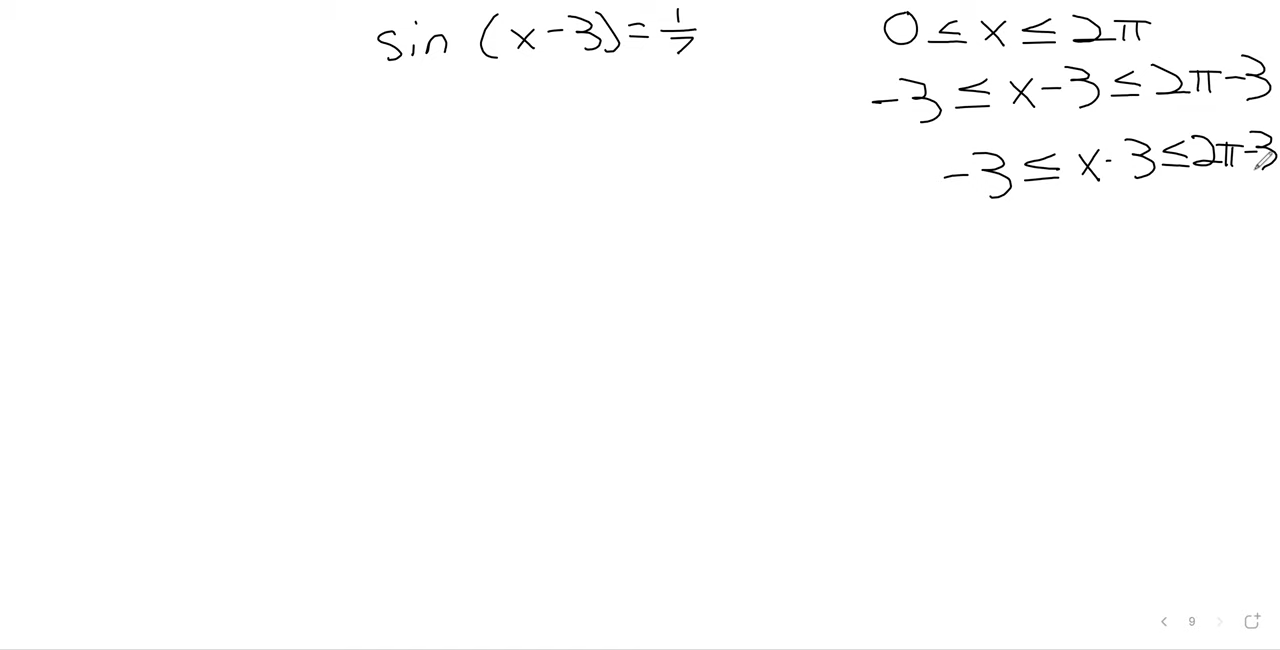 sin (x-3) = 1/7
0 ≤ x ≤ 2π
-3 ≤ x-3 ≤ 2π-3
-3 ≤ x-3 ≤ 2π-3
9